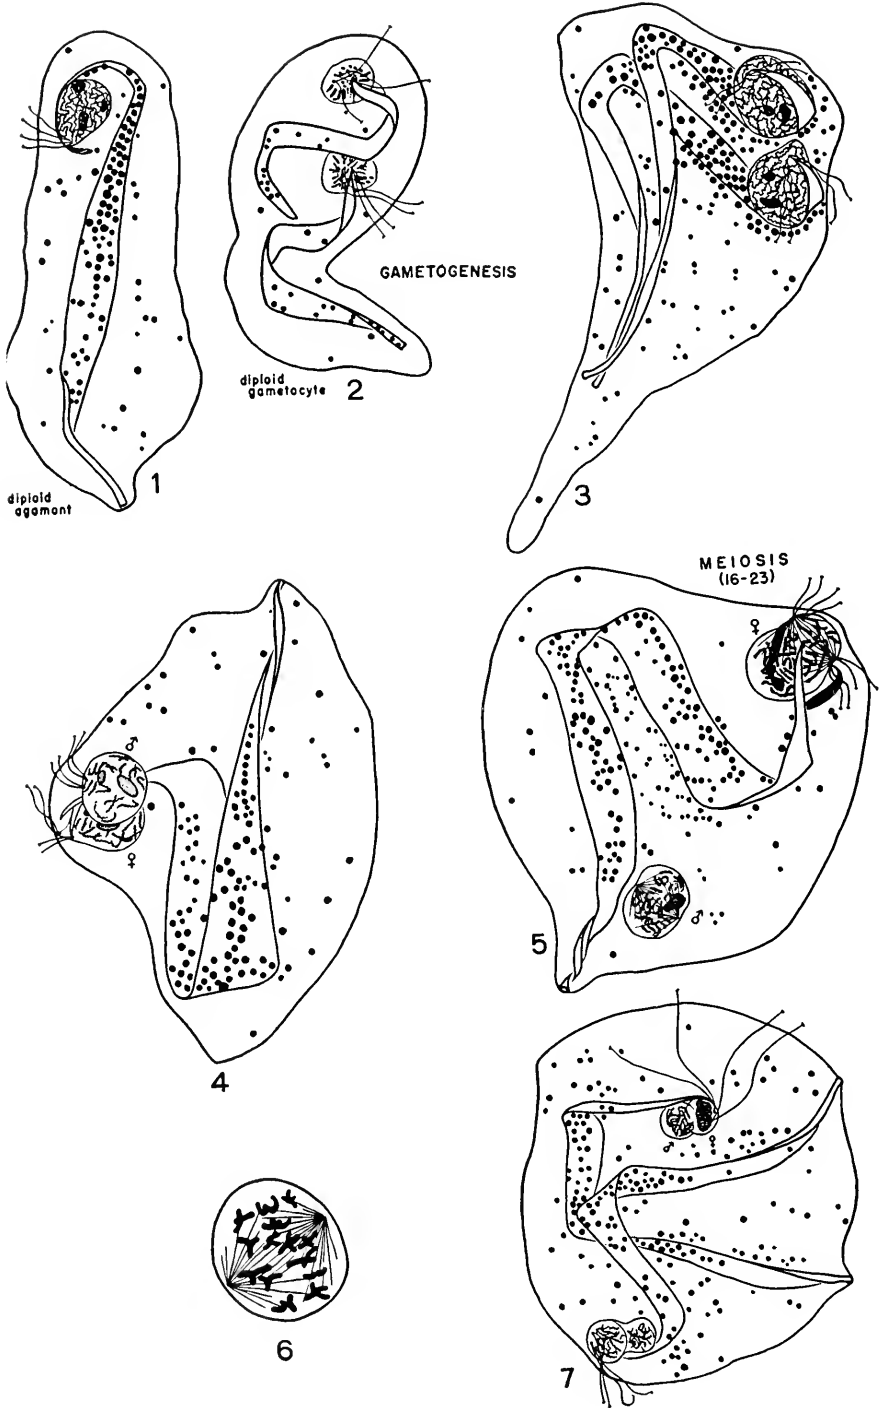 1
diploid
agamont
GAMETOGENESIS
diploid
gametocyte 2
3
MEIOSIS
(16-23)
♀
♂
♀
♂
5
4
♂ ♀
6
7